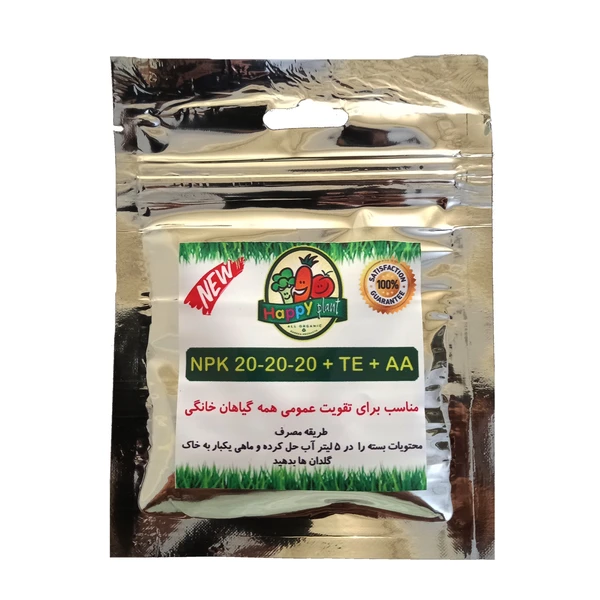 NEW
SATISFACTION
100%
GUARANTEE
Happy plant
ALL ORGANIC
NPK 20-20-20 + TE + AA
مناسب برای تقویت عمومی همه گیاهان خانگی
طریقه مصرف
محتویات بسته را در ۵ لیتر آب حل کرده و ماهی یکبار به خاک
گلدان ها بدهید